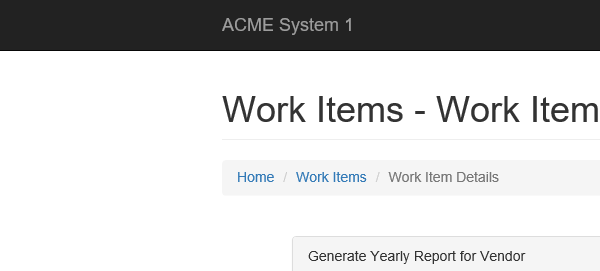 ACME System 1
Work Items - Work Item
Home / Work Items / Work Item Details
Generate Yearly Report for Vendor